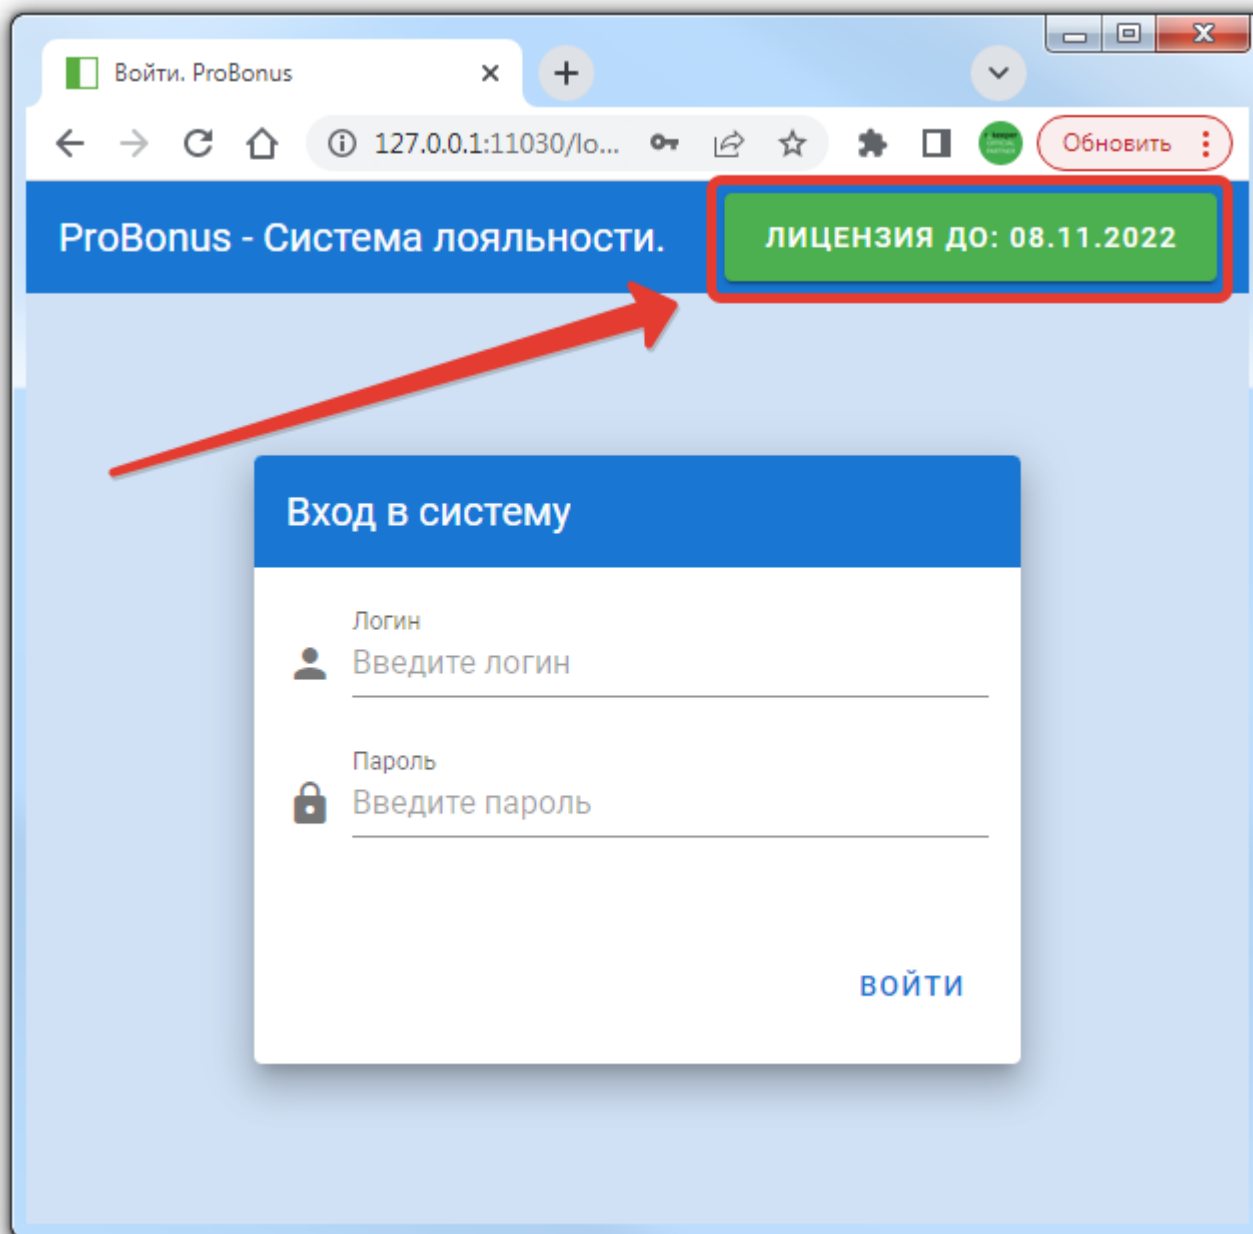 Войти. ProBonus
127.0.0.1:11030/lo...
r_keeper
Обновить
ProBonus - Система лояльности.
ЛИЦЕНЗИЯ ДО: 08.11.2022
Вход в систему
Логин
Введите логин
Пароль
Введите пароль
ВОЙТИ